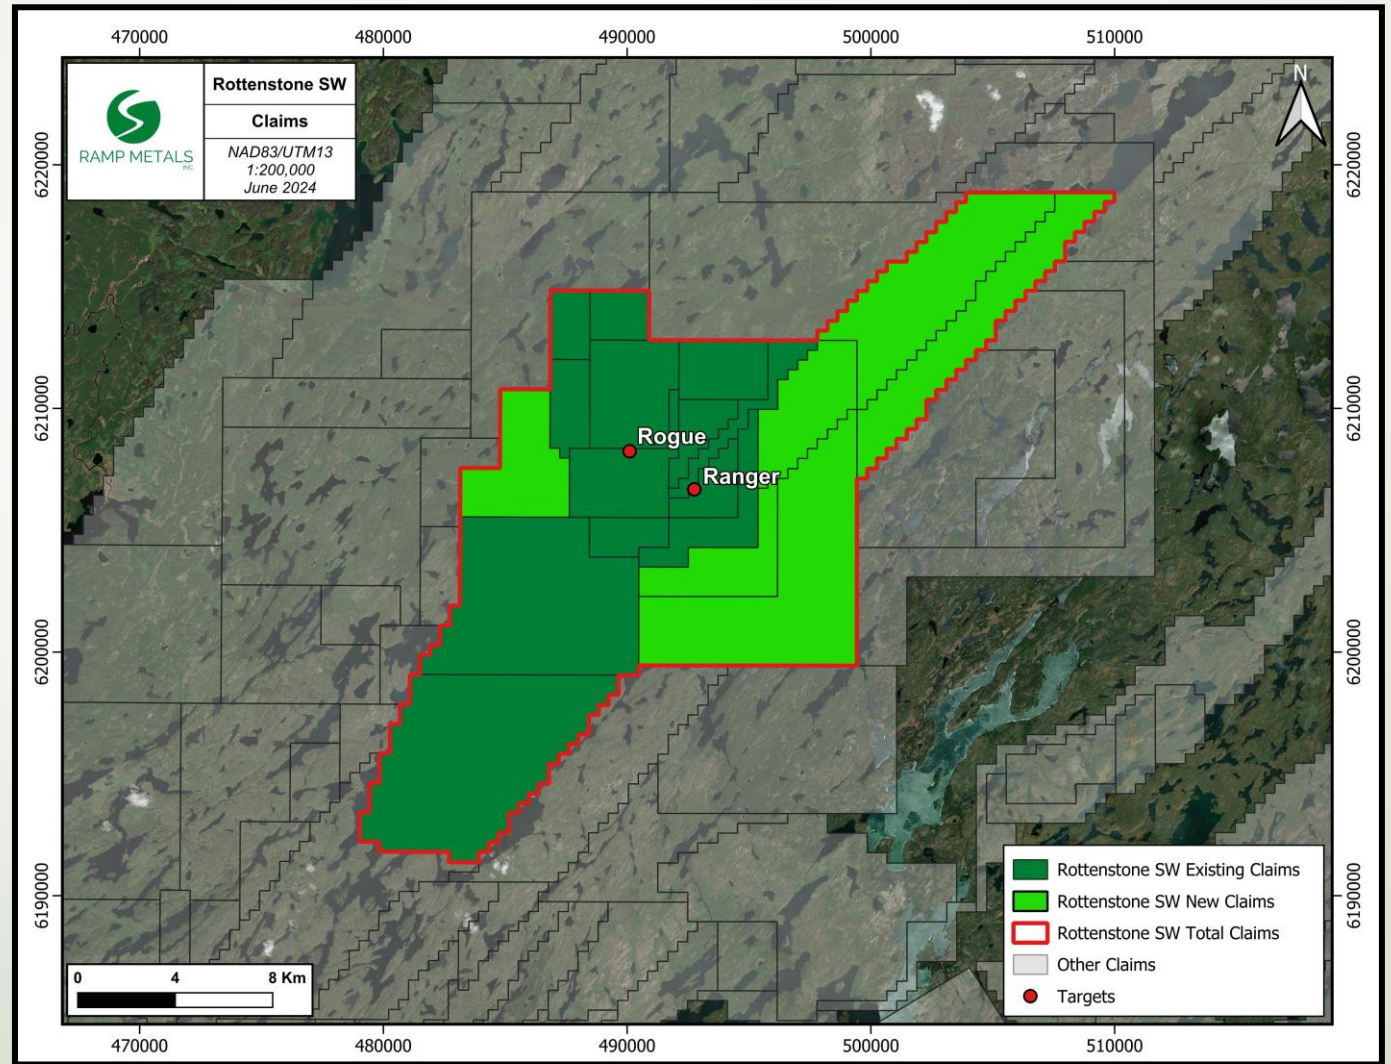 470000
480000
490000
500000
510000
RAMP METALS
INC
Rottenstone SW
Claims
NAD83/UTM13
1:200,000
June 2024
N
6220000
6220000
6210000
6210000
Rogue
Ranger
6200000
6200000
6190000
6190000
Rottenstone SW Existing Claims
Rottenstone SW New Claims
Rottenstone SW Total Claims
Other Claims
Targets
0 4 8 Km
470000
480000
490000
500000
510000